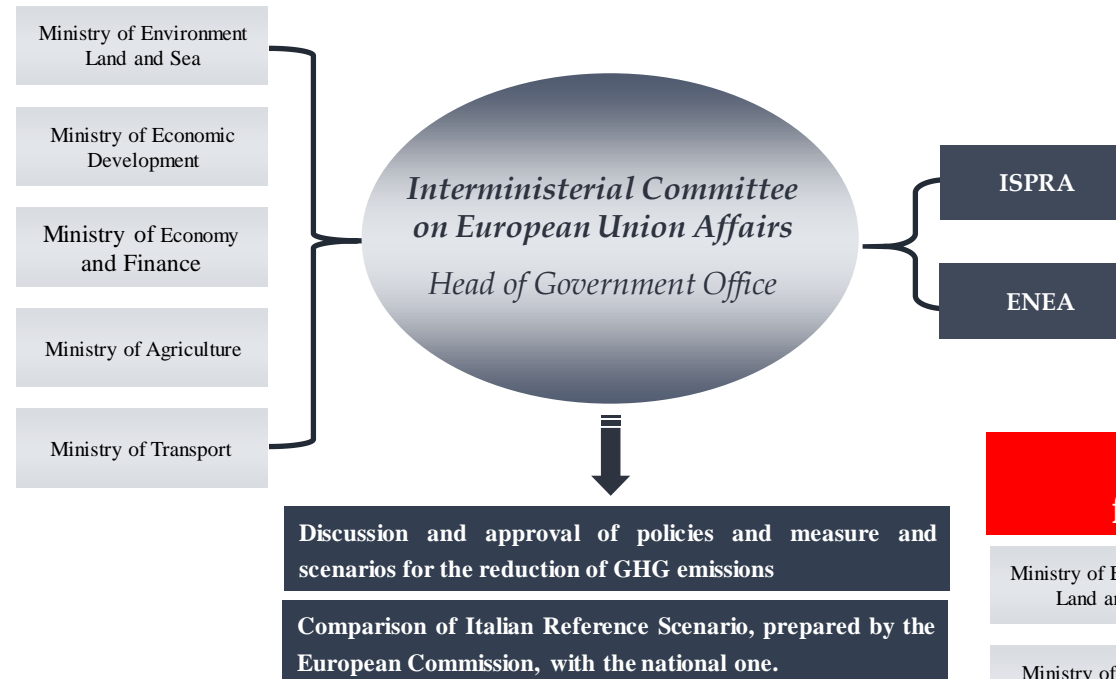 Ministry of Environment
Land and Sea
Ministry of Economic
Development
Ministry of Economy
and Finance
Ministry of Agriculture
Ministry of Transport
Interministerial Committee
on European Union Affairs
Head of Government Office
ISPRA
ENEA
Discussion and approval of policies and measure and
scenarios for the reduction of GHG emissions
Comparison of Italian Reference Scenario, prepared by the
European Commission, with the national one.
Ministry of
Land
Ministry of